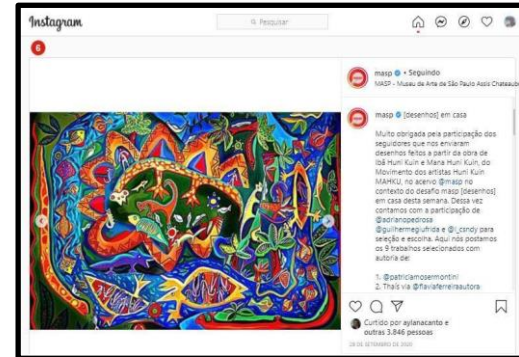 Instagram
Pesquisar
6
masp • Seguindo
MASP - Museu de Arte de São Paulo Assis Chateaub
masp [desenhos] em casa
Muito obrigada pela participação dos
seguidores que nos enviaram
desenhos feitos a partir da obra de
Ibã Huni Kuin e Mana Huni Kuin, do
Movimento dos artistas Huni Kuin
MAHKU, no acervo @masp no
contexto do desafio masp [desenhos]
em casa desta semana. Dessa vez
contamos com a participação de
@adrianopedrosa
@guilhermegiufrida e @i_candy para
seleção e escolha. Aqui nós postamos
os 9 trabalhos selecionados com
autoria de:
1. @patriciamosermontini
2. Thaís via @flaviaferreiraautora
Curtido por aylanacanto e
outras 3.846 pessoas
DE SETEMBRO DE 2020